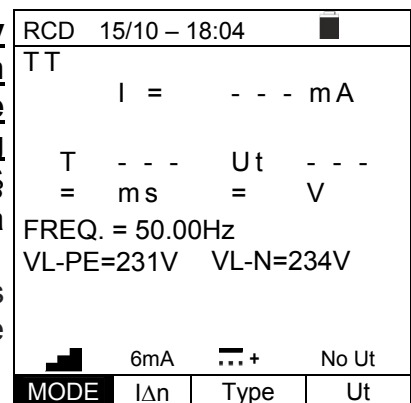 RCD 15/10 – 18:04
TT
I = - - - mA
T - - - Ut - - -
= ms = V
FREQ. = 50.00Hz
VL-PE=231V VL-N=234V
6mA + No Ut
MODE IΔn Type Ut